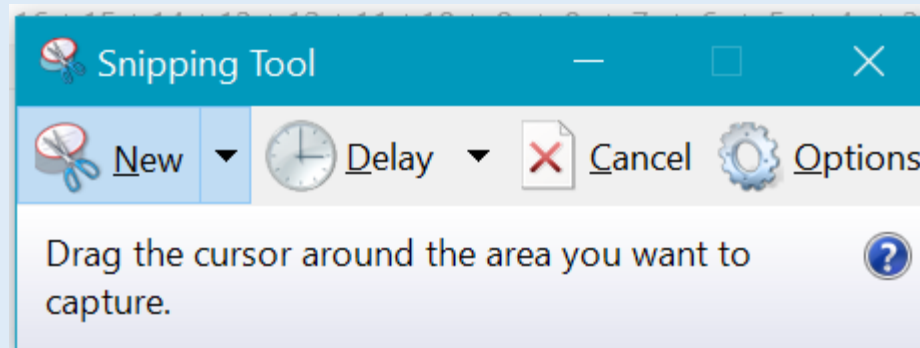 Snipping Tool
New Delay Cancel Options
Drag the cursor around the area you want to
capture.